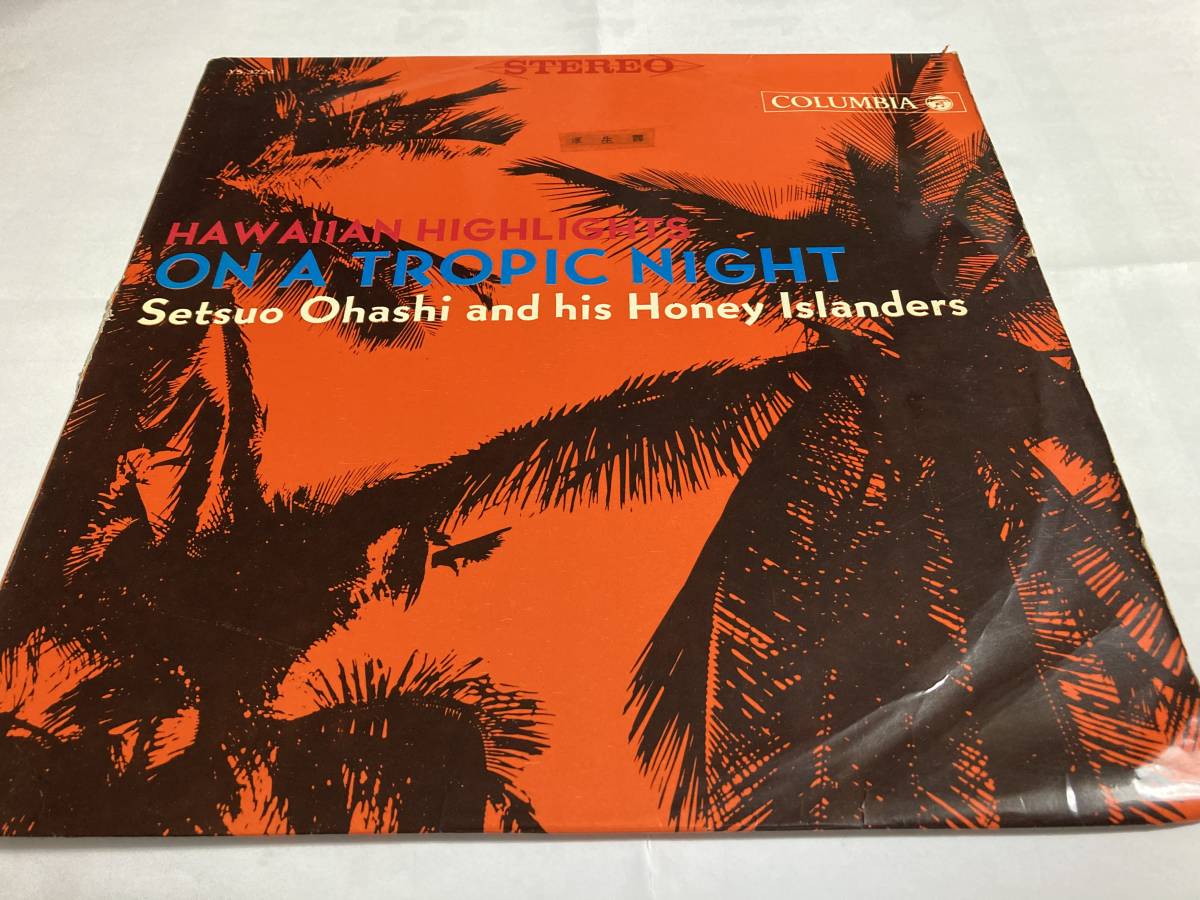 STEREO
COLUMBIA
HAWAIIAN HIGHLIGHTS
ON A TROPIC NIGHT
Setsuo Ohashi and his Honey Islanders